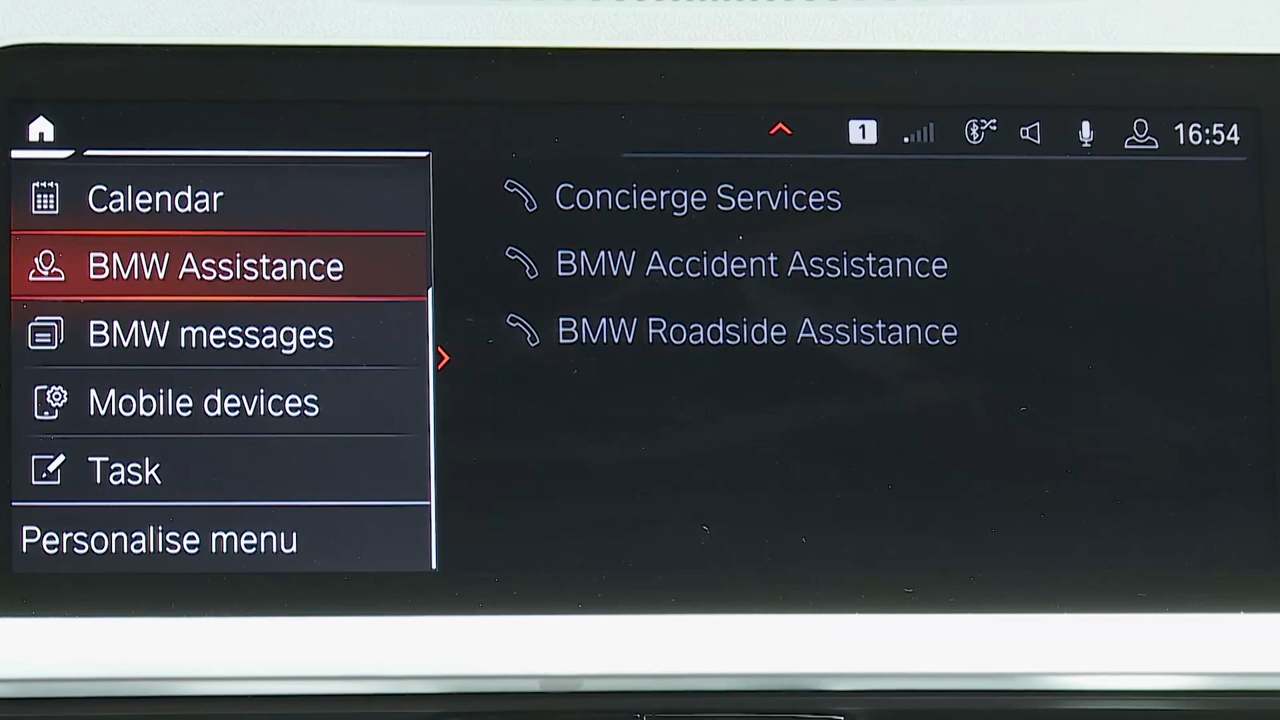 1
16:54
Calendar
BMW Assistance
BMW messages
Mobile devices
Task
Personalise menu
Concierge Services
BMW Accident Assistance
BMW Roadside Assistance